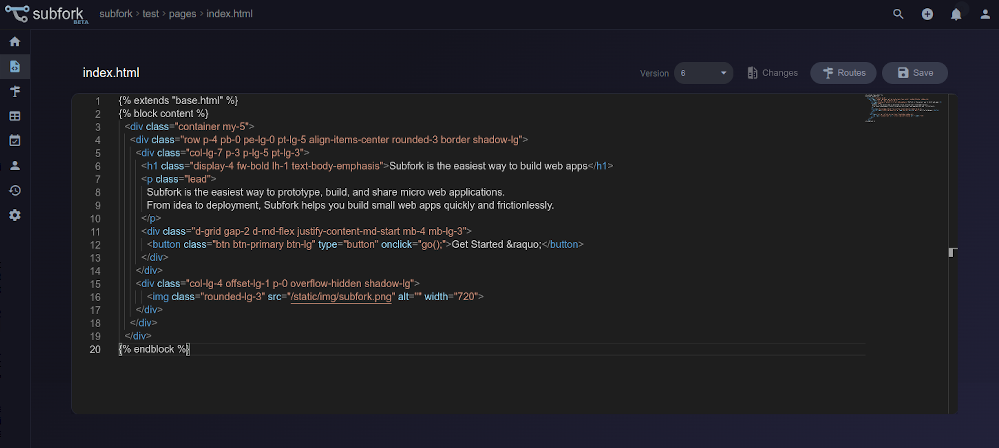 subfork
BETA
subfork › test › pages › index.html
index.html
Version 6 Changes Routes Save
1 {% extends "base.html" %}
2 {% block content %}
3 <div class="container my-5">
4 <div class="row p-4 pb-0 pe-lg-0 pt-lg-5 align-items-center rounded-3 border shadow-lg">
5 <div class="col-lg-7 p-3 p-lg-5 pt-lg-3">
6 <h1 class="display-4 fw-bold lh-1 text-body-emphasis">Subfork is the easiest way to build web apps</h1>
7 <p class="lead">
8 Subfork is the easiest way to prototype, build, and share micro web applications.
9 From idea to deployment, Subfork helps you build small web apps quickly and frictionlessly.
10 </p>
11 <div class="d-grid gap-2 d-md-flex justify-content-md-start mb-4 mb-lg-3">
12 <button class="btn btn-primary btn-lg" type="button" onclick="go();">Get Started &raquo;</button>
13 </div>
14 </div>
15 <div class="col-lg-4 offset-lg-1 p-0 overflow-hidden shadow-lg">
16 <img class="rounded-lg-3" src="/static/img/subfork.png" alt="" width="720">
17 </div>
18 </div>
19 </div>
20 {% endblock %}